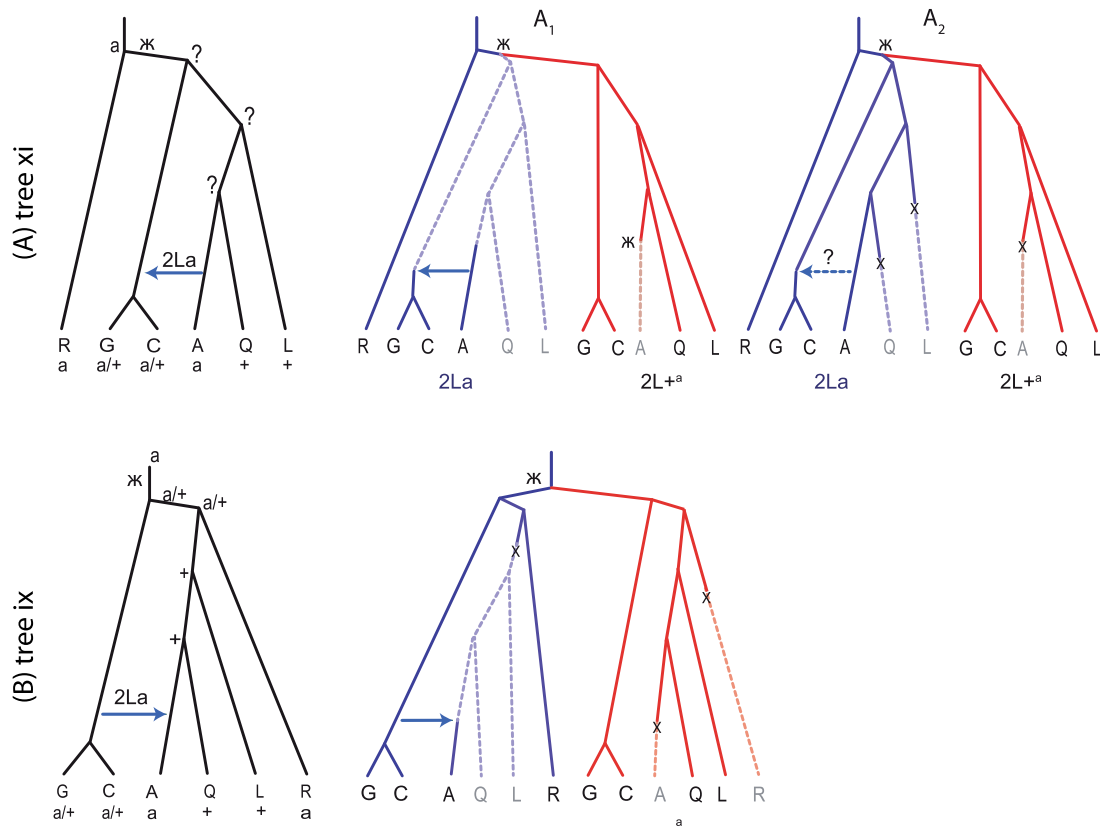 A₁
A₂
a ж ?
ж
ж
?
(A) tree xi
?
ж
x
x
x
2La
?
R G C A Q L
a a/+ a/+ a + +
R G C A Q L G C A Q L
R G C A Q L G C A Q L
2La 2L+ᵃ
2La 2L+ᵃ
a
ж
a/+ a/+
ж
x
+
x
+
(B) tree ix
2La
x
G C A Q L R
a/+ a/+ a + + a
G C A Q L R G C A Q L R
a